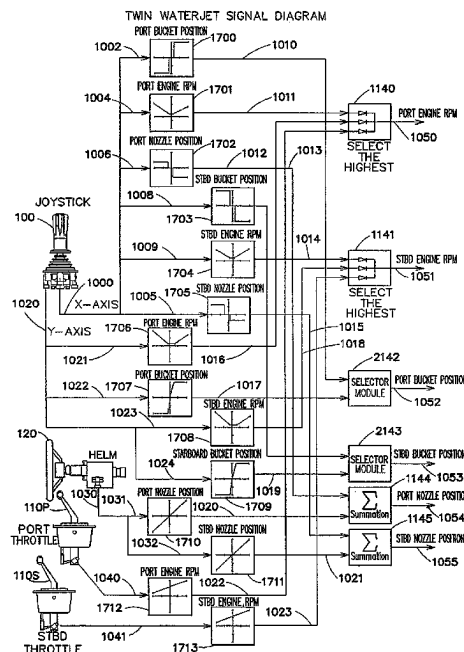 TWIN WATERJET SIGNAL DIAGRAM
PORT BUCKET POSITION
1002
1700
1010
PORT ENGINE RPM
1004
1701
1011
1140
PORT ENGINE RPM
1050
PORT NOZZLE POSITION
1006
1702
1012
1013
SELECT
THE
HIGHEST
1008
STBD BUCKET POSITION
1703
JOYSTICK
100
STBD ENGINE RPM
1009
1704
1014
1141
STBD ENGINE RPM
1051
1000
X-AXIS
1005
1705
STBD NOZZLE POSITION
SELECT
THE
HIGHEST
1020
Y-AXIS
1706
PORT ENGINE RPM
1021
1016
1015
1018
PORT BUCKET POSITION
1022
1707
1017
2142
SELECTOR
MODULE
PORT BUCKET POSITION
1052
1023
STBD ENGINE RPM
1708
2143
120
HELM
STARBOARD BUCKET POSITION
1024
1019
SELECTOR
MODULE
STBD BUCKET POSITION
1053
1030
1031
PORT NOZZLE POSITION
1020
1709
1144
Σ
Summation
PORT NOZZLE POSITION
1054
110P
PORT
THROTTLE
1710
STBD NOZZLE POSITION
1032
1711
1145
Σ
Summation
STBD NOZZLE POSITION
1055
1021
110S
1040
PORT ENGINE RPM
1712
1022
STBD ENGINE RPM
1023
STBD
THROTTLE
1041
1713